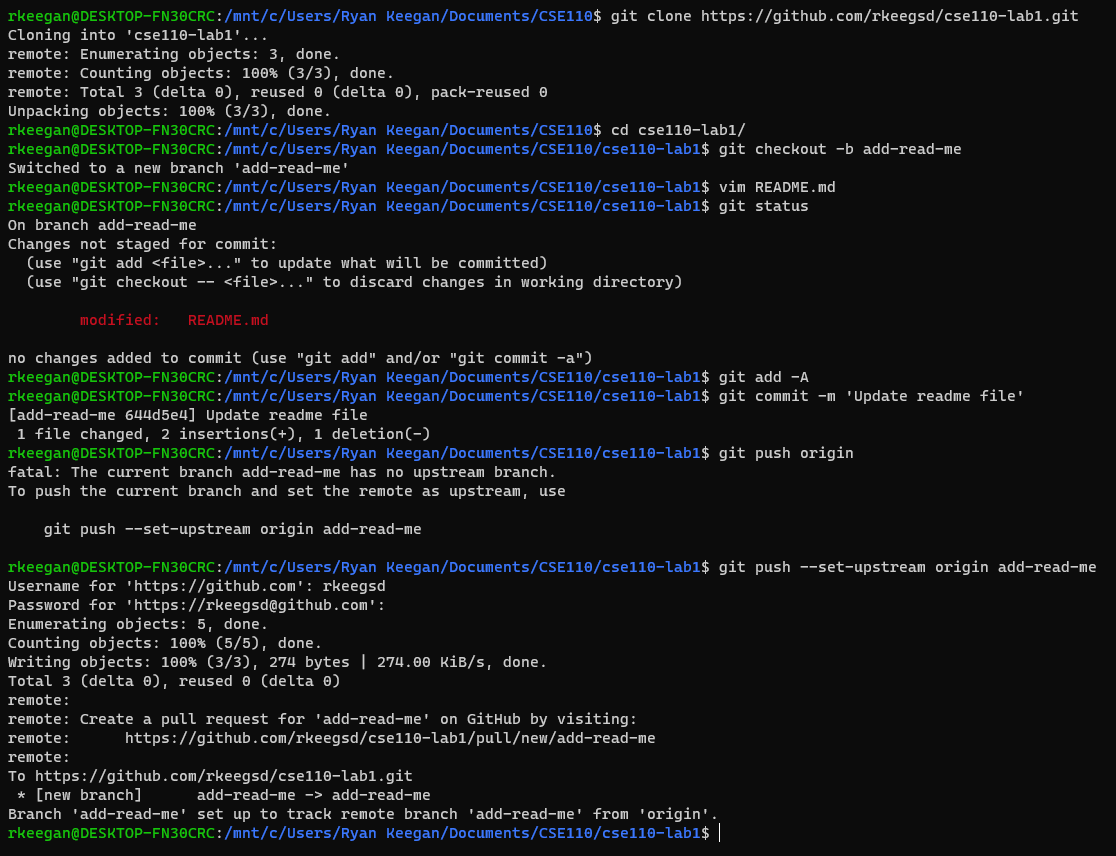 rkeegan@DESKTOP-FN30CRC:/mnt/c/Users/Ryan Keegan/Documents/CSE110$ git clone https://github.com/rkeegsd/cse110-lab1.git
Cloning into 'cse110-lab1'...
remote: Enumerating objects: 3, done.
remote: Counting objects: 100% (3/3), done.
remote: Total 3 (delta 0), reused 0 (delta 0), pack-reused 0
Unpacking objects: 100% (3/3), done.
rkeegan@DESKTOP-FN30CRC:/mnt/c/Users/Ryan Keegan/Documents/CSE110$ cd cse110-lab1/
rkeegan@DESKTOP-FN30CRC:/mnt/c/Users/Ryan Keegan/Documents/CSE110/cse110-lab1$ git checkout -b add-read-me
Switched to a new branch 'add-read-me'
rkeegan@DESKTOP-FN30CRC:/mnt/c/Users/Ryan Keegan/Documents/CSE110/cse110-lab1$ vim README.md
rkeegan@DESKTOP-FN30CRC:/mnt/c/Users/Ryan Keegan/Documents/CSE110/cse110-lab1$ git status
On branch add-read-me
Changes not staged for commit:
  (use "git add <file>..." to update what will be committed)
  (use "git checkout -- <file>..." to discard changes in working directory)
        modified:   README.md
no changes added to commit (use "git add" and/or "git commit -a")
rkeegan@DESKTOP-FN30CRC:/mnt/c/Users/Ryan Keegan/Documents/CSE110/cse110-lab1$ git add -A
rkeegan@DESKTOP-FN30CRC:/mnt/c/Users/Ryan Keegan/Documents/CSE110/cse110-lab1$ git commit -m 'Update readme file'
[add-read-me 644d5e4] Update readme file
 1 file changed, 2 insertions(+), 1 deletion(-)
rkeegan@DESKTOP-FN30CRC:/mnt/c/Users/Ryan Keegan/Documents/CSE110/cse110-lab1$ git push origin
fatal: The current branch add-read-me has no upstream branch.
To push the current branch and set the remote as upstream, use
    git push --set-upstream origin add-read-me
rkeegan@DESKTOP-FN30CRC:/mnt/c/Users/Ryan Keegan/Documents/CSE110/cse110-lab1$ git push --set-upstream origin add-read-me
Username for 'https://github.com': rkeegsd
Password for 'https://rkeegsd@github.com':
Enumerating objects: 5, done.
Counting objects: 100% (5/5), done.
Writing objects: 100% (3/3), 274 bytes | 274.00 KiB/s, done.
Total 3 (delta 0), reused 0 (delta 0)
remote:
remote: Create a pull request for 'add-read-me' on GitHub by visiting:
remote:      https://github.com/rkeegsd/cse110-lab1/pull/new/add-read-me
remote:
To https://github.com/rkeegsd/cse110-lab1.git
 * [new branch]      add-read-me -> add-read-me
Branch 'add-read-me' set up to track remote branch 'add-read-me' from 'origin'.
rkeegan@DESKTOP-FN30CRC:/mnt/c/Users/Ryan Keegan/Documents/CSE110/cse110-lab1$